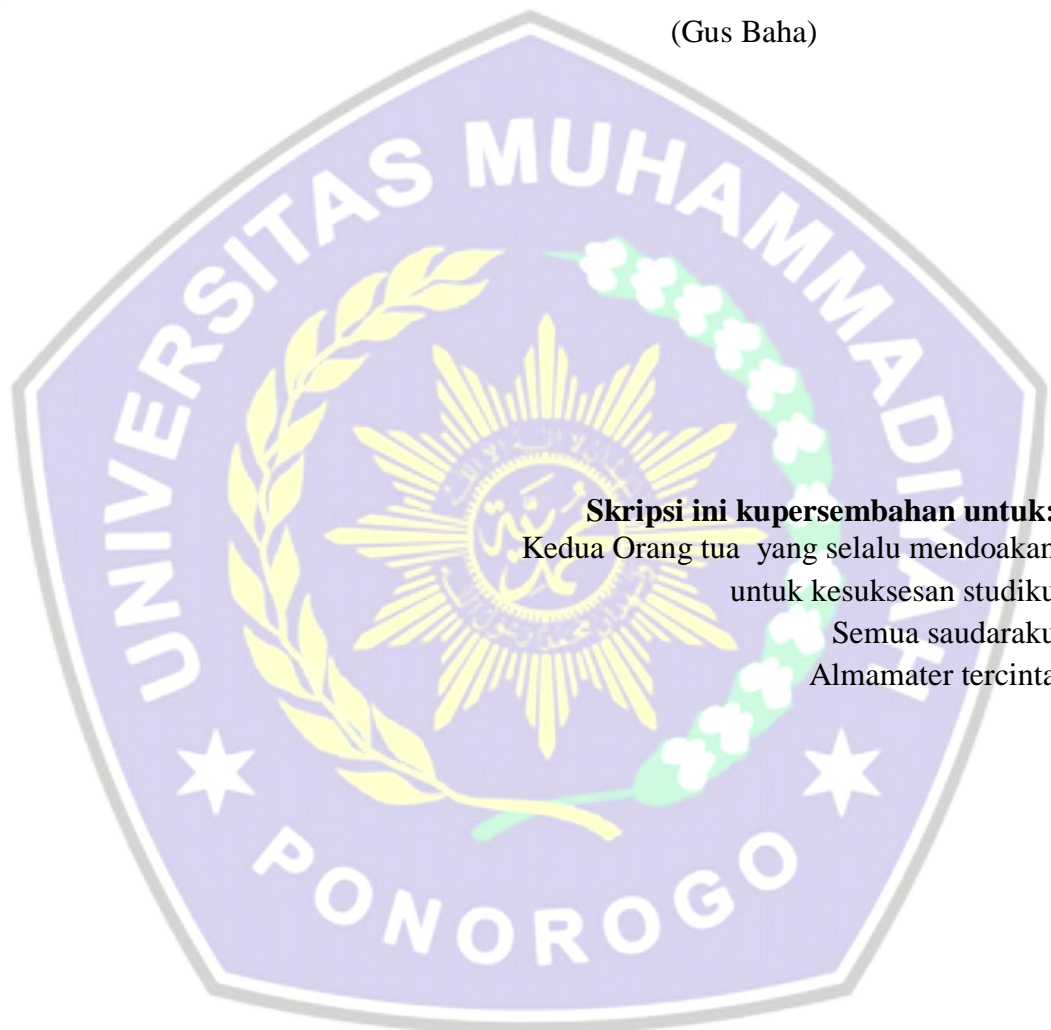 (Gus Baha)
UNIVERSITAS MUHAMMADIYAH
PONOROGO
Skripsi ini kupersembahan untuk:
Kedua Orang tua yang selalu mendoakan
untuk kesuksesan studiku
Semua saudaraku
Almamater tercinta